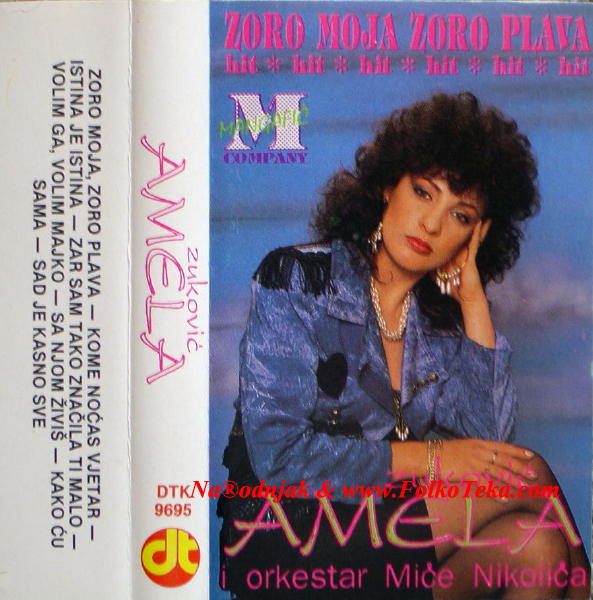 ZORO MOJA, ZORO PLAVA — KOME NOĆAS VJETAR —
ISTINA JE ISTINA — ZAR SAM TAKO ZNAČILA TI MALO —
VOLIM GA, VOLIM MAJKO — SA NJOM ŽIVIŠ — KAKO ĆU
SAMA — SAD JE KASNO SVE
zuković
AMELA
DTK
9695
dt
ZORO MOJA ZORO PLAVA
hit * hit * hit * hit * hit * hit
M
MANGAFIĆ
COMPANY
zuković
AMELA
i orkestar Miće Nikolića
Na®odnjak & www.FolkoTeka.com